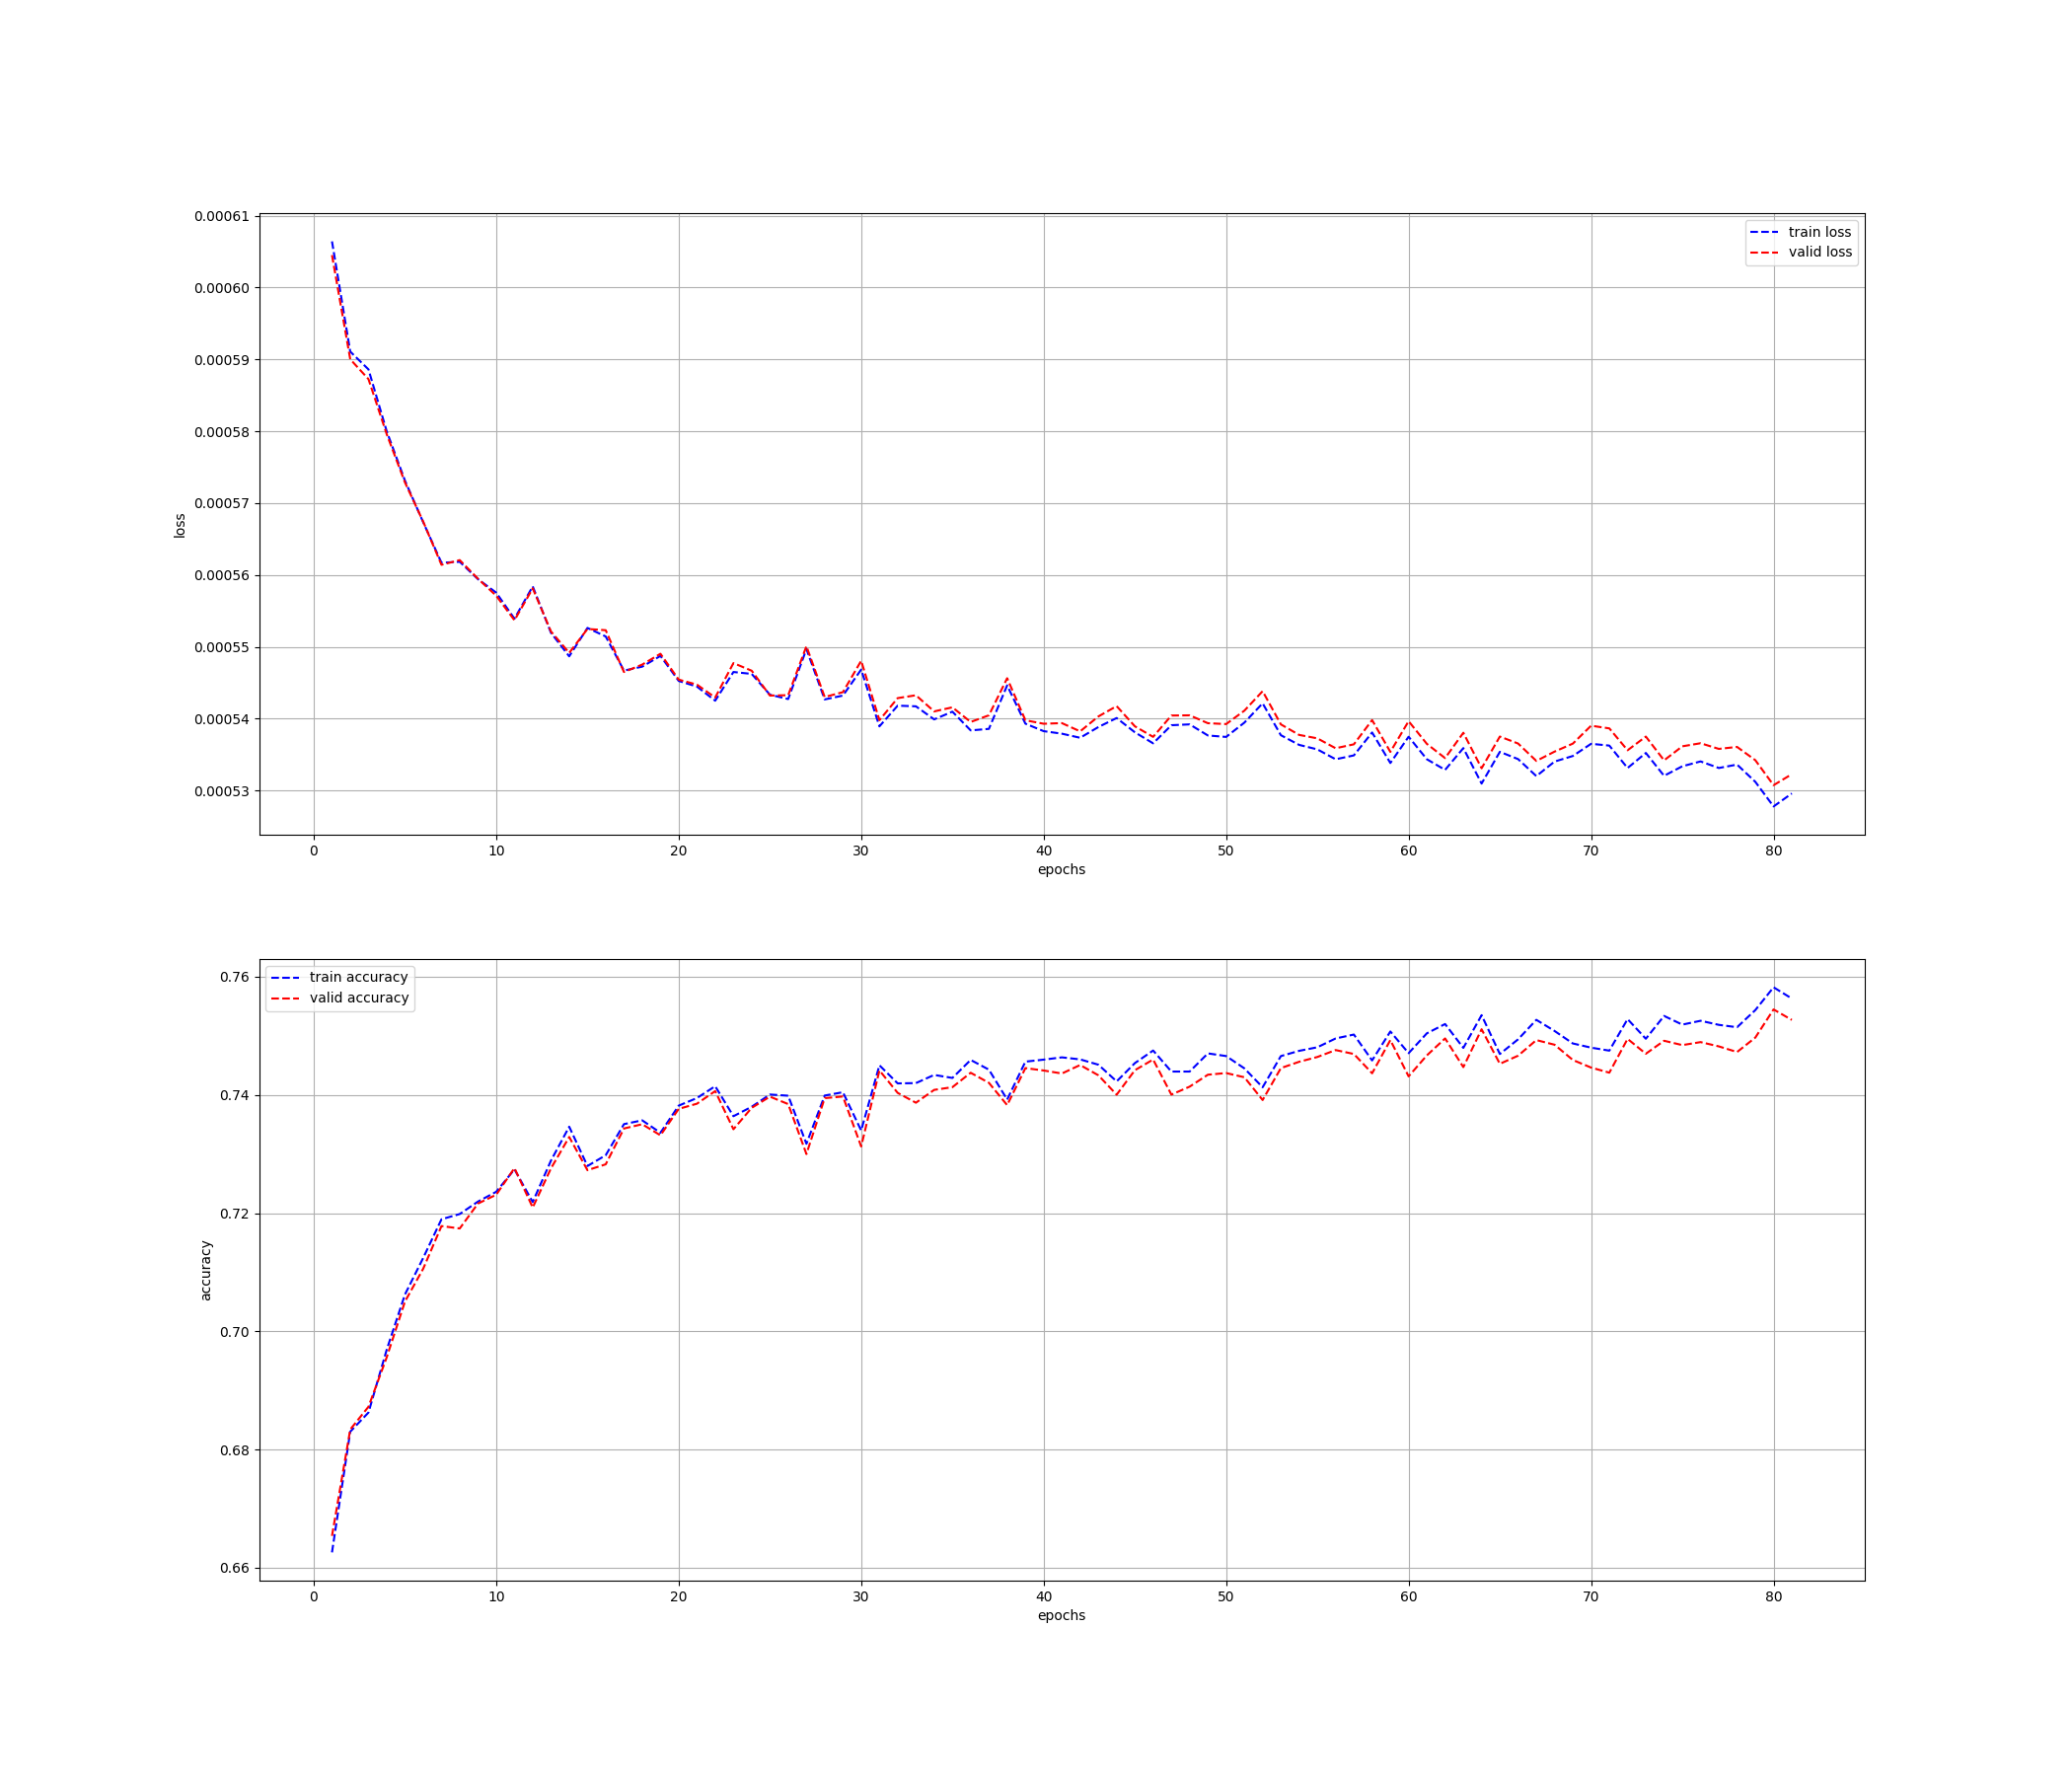 0.00061
0.00060
0.00059
0.00058
0.00057
0.00056
0.00055
0.00054
0.00053
loss
train loss
valid loss
0 10 20 30 40 50 60 70 80
epochs
0.76
0.74
0.72
0.70
0.68
0.66
accuracy
train accuracy
valid accuracy
0 10 20 30 40 50 60 70 80
epochs